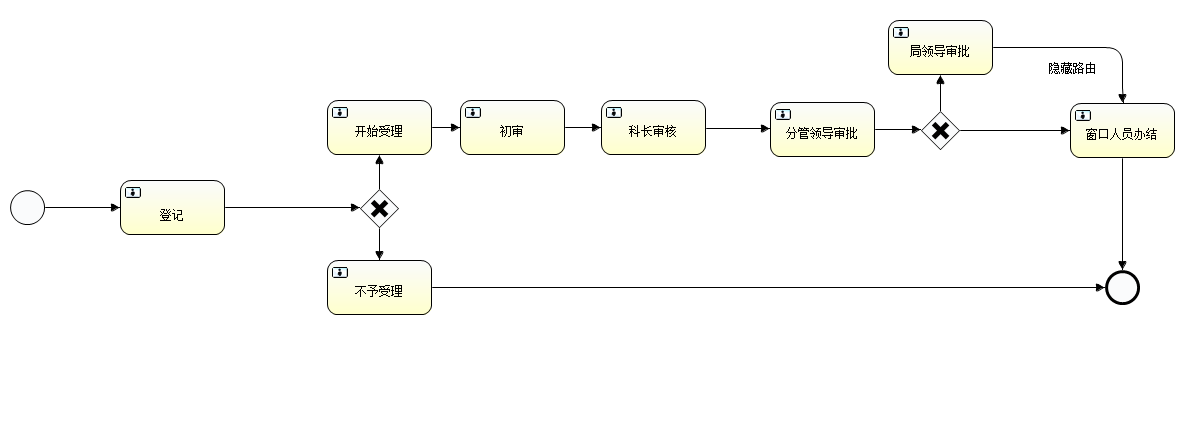 局领导审批
隐藏路由
开始受理
初审
科长审核
分管领导审批
窗口人员办结
登记
不予受理